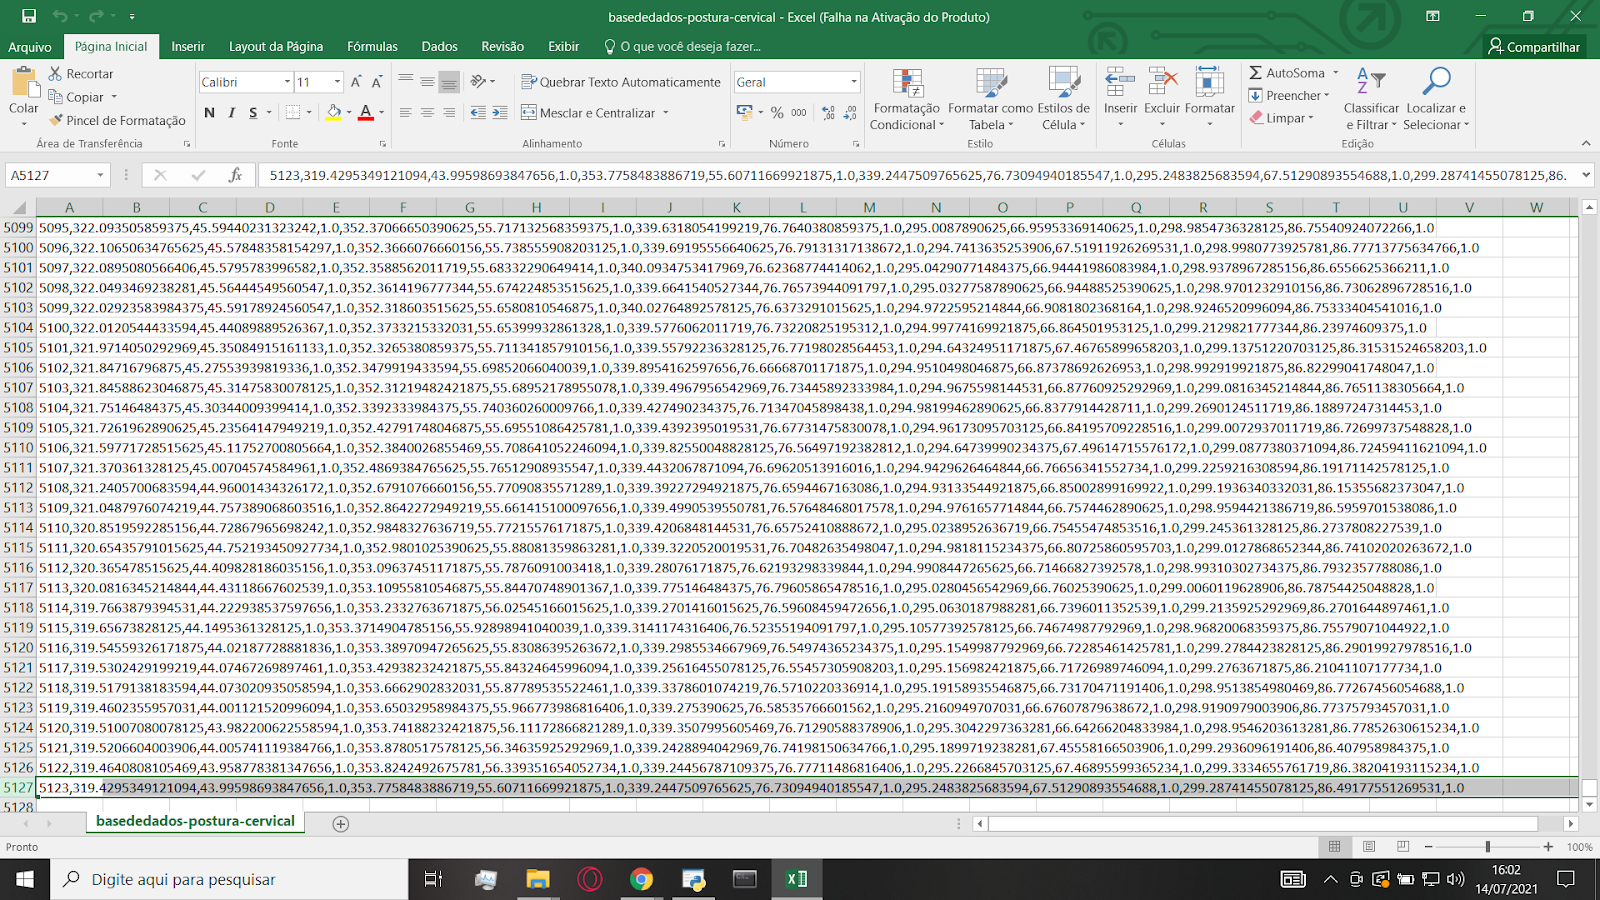 basededados-postura-cervical - Excel (Falha na Ativação do Produto)
Arquivo Página Inicial Inserir Layout da Página Fórmulas Dados Revisão Exibir O que você deseja fazer... Compartilhar
Colar
Recortar
Copiar
Pincel de Formatação
Área de Transferência
Calibri 11
N I S
Fonte
Quebrar Texto Automaticamente
Mesclar e Centralizar
Alinhamento
Geral
% 000
Número
Formatação Condicional
Formatar como Tabela
Estilos de Célula
Estilo
Inserir Excluir Formatar
Células
AutoSoma
Preencher
Limpar
Classificar e Filtrar
Localizar e Selecionar
Edição
A5127 fx 5123,319.4295349121094,43.99598693847656,1.0,353.7758483886719,55.60711669921875,1.0,339.2447509765625,76.73094940185547,1.0,295.2483825683594,67.51290893554688,1.0,299.28741455078125,86.
A B C D E F G H I J K L M N O P Q R S T U V W
5099 5095,322.093505859375,45.59440231323242,1.0,352.37066650390625,55.717132568359375,1.0,339.6318054199219,76.7640380859375,1.0,295.0087890625,66.95953369140625,1.0,298.9854736328125,86.75540924072266,1.0
5100 5096,322.10650634765625,45.57848358154297,1.0,352.3666076660156,55.738555908203125,1.0,339.69195556640625,76.79131317138672,1.0,294.7413635253906,67.51911926269531,1.0,298.9980773925781,86.77713775634766,1.0
5101 5097,322.0895080566406,45.5795783996582,1.0,352.3588562011719,55.68332290649414,1.0,340.0934753417969,76.62368774414062,1.0,295.04290771484375,66.94441986083984,1.0,298.9378967285156,86.6556625366211,1.0
5102 5098,322.0493469238281,45.56444549560547,1.0,352.3614196777344,55.674224853515625,1.0,339.6641540527344,76.76573944091797,1.0,295.03277587890625,66.94488525390625,1.0,298.9701232910156,86.73062896728516,1.0
5103 5099,322.02923583984375,45.59178924560547,1.0,352.318603515625,55.6580810546875,1.0,340.02764892578125,76.6373291015625,1.0,294.9722595214844,66.9081802368164,1.0,298.9246520996094,86.75333404541016,1.0
5104 5100,322.0120544433594,45.44089889526367,1.0,352.3733215332031,55.65399932861328,1.0,339.5776062011719,76.73220825195312,1.0,294.99774169921875,66.864501953125,1.0,299.2129821777344,86.23974609375,1.0
5105 5101,321.9714050292969,45.35084915161133,1.0,352.3265380859375,55.711341857910156,1.0,339.55792236328125,76.77198028564453,1.0,294.64324951171875,67.46765899658203,1.0,299.13751220703125,86.31531524658203,1.0
5106 5102,321.84716796875,45.27553939819336,1.0,352.3479919433594,55.69852066040039,1.0,339.8954162597656,76.66668701171875,1.0,294.9510498046875,66.87378692626953,1.0,298.992919921875,86.82299041748047,1.0
5107 5103,321.84588623046875,45.31475830078125,1.0,352.31219482421875,55.68952178955078,1.0,339.4967956542969,76.73445892333984,1.0,294.9675598144531,66.87760925292969,1.0,299.0816345214844,86.7651138305664,1.0
5108 5104,321.75146484375,45.30344009399414,1.0,352.3392333984375,55.740360260009766,1.0,339.427490234375,76.71347045898438,1.0,294.98199462890625,66.8377914428711,1.0,299.2690124511719,86.18897247314453,1.0
5109 5105,321.7261962890625,45.23564147949219,1.0,352.42791748046875,55.69551086425781,1.0,339.4392395019531,76.67731475830078,1.0,294.96173095703125,66.84195709228516,1.0,299.0072937011719,86.72699737548828,1.0
5110 5106,321.59771728515625,45.11752700805664,1.0,352.3840026855469,55.708641052246094,1.0,339.82550048828125,76.56497192382812,1.0,294.64739990234375,67.49614715576172,1.0,299.0877380371094,86.72459411621094,1.0
5111 5107,321.370361328125,45.00704574584961,1.0,352.4869384765625,55.76512908935547,1.0,339.4432067871094,76.69620513916016,1.0,294.9429626464844,66.76656341552734,1.0,299.2259216308594,86.19171142578125,1.0
5112 5108,321.2405700683594,44.96001434326172,1.0,352.6791076660156,55.77090835571289,1.0,339.39227294921875,76.6594467163086,1.0,294.93133544921875,66.85002899169922,1.0,299.1936340332031,86.15355682373047,1.0
5113 5109,321.0487976074219,44.757389068603516,1.0,352.8642272949219,55.661415100097656,1.0,339.4990539550781,76.57648468017578,1.0,294.9761657714844,66.7574462890625,1.0,298.9594421386719,86.5959701538086,1.0
5114 5110,320.8519592285156,44.72867965698242,1.0,352.9848327636719,55.77215576171875,1.0,339.4206848144531,76.65752410888672,1.0,295.0238952636719,66.75455474853516,1.0,299.245361328125,86.2737808227539,1.0
5115 5111,320.65435791015625,44.752193450927734,1.0,352.9801025390625,55.88081359863281,1.0,339.3220520019531,76.70482635498047,1.0,294.9818115234375,66.80725860595703,1.0,299.0127868652344,86.74102020263672,1.0
5116 5112,320.365478515625,44.409828186035156,1.0,353.09637451171875,55.7876091003418,1.0,339.28076171875,76.62193298339844,1.0,294.9908447265625,66.71466827392578,1.0,298.99310302734375,86.7932357788086,1.0
5117 5113,320.0816345214844,44.43118667602539,1.0,353.10955810546875,55.84470748901367,1.0,339.775146484375,76.79605865478516,1.0,295.0280456542969,66.76025390625,1.0,299.0060119628906,86.78754425048828,1.0
5118 5114,319.7663879394531,44.222938537597656,1.0,353.2332763671875,56.02545166015625,1.0,339.2701416015625,76.59608459472656,1.0,295.0630187988281,66.7396011352539,1.0,299.2135925292969,86.2701644897461,1.0
5119 5115,319.65673828125,44.1495361328125,1.0,353.3714904785156,55.92898941040039,1.0,339.3141174316406,76.52355194091797,1.0,295.10577392578125,66.74674987792969,1.0,298.96820068359375,86.75579071044922,1.0
5120 5116,319.54559326171875,44.02187728881836,1.0,353.38970947265625,55.83086395263672,1.0,339.2985534667969,76.54974365234375,1.0,295.1549987792969,66.72285461425781,1.0,299.2784423828125,86.29019927978516,1.0
5121 5117,319.5302429199219,44.07467269897461,1.0,353.42938232421875,55.84324645996094,1.0,339.25616455078125,76.55457305908203,1.0,295.156982421875,66.71726989746094,1.0,299.2763671875,86.21041107177734,1.0
5122 5118,319.5179138183594,44.073020935058594,1.0,353.6662902832031,55.87789535522461,1.0,339.3378601074219,76.5710220336914,1.0,295.19158935546875,66.73170471191406,1.0,298.9513854980469,86.77267456054688,1.0
5123 5119,319.4602355957031,44.001121520996094,1.0,353.65032958984375,55.966773986816406,1.0,339.275390625,76.58535766601562,1.0,295.2160949707031,66.67607879638672,1.0,298.9190979003906,86.77375793457031,1.0
5124 5120,319.51007080078125,43.98220062255859​4,1.0,353.74188232421875,56.11172866821289,1.0,339.3507995605469,76.71290588378906,1.0,295.3042297363281,66.64266204833984,1.0,298.9546203613281,86.77852630615234,1.0
5125 5121,319.5206604003906,44.005741119384766,1.0,353.8780517578125,56.34635925292969,1.0,339.2428894042969,76.74198150634766,1.0,295.1899719238281,67.45558166503906,1.0,299.2936096191406,86.407958984375,1.0
5126 5122,319.4640808105469,43.958778381347656,1.0,353.8242492675781,56.339351654052734,1.0,339.24456787109375,76.77711486816406,1.0,295.2266845703125,67.46895599365234,1.0,299.3334655761719,86.38204193115234,1.0
5127 5123,319.4295349121094,43.99598693847656,1.0,353.7758483886719,55.60711669921875,1.0,339.2447509765625,76.73094940185547,1.0,295.2483825683594,67.51290893554688,1.0,299.28741455078125,86.49177551269531,1.0
5128
basededados-postura-cervical
Pronto 100%
Digite aqui para pesquisar
16:02
14/07/2021